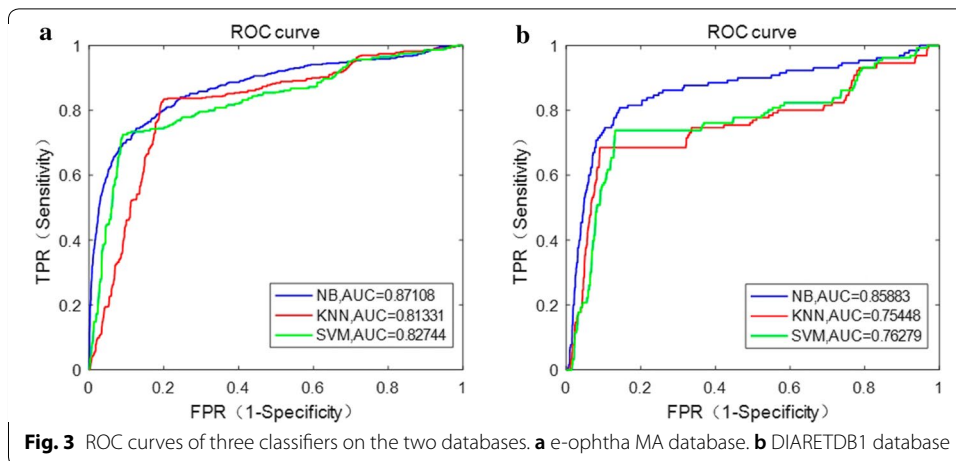 a
ROC curve
1
0.8
0.6
0.4
0.2
0
TPR（Sensitivity）
NB,AUC=0.87108
KNN,AUC=0.81331
SVM,AUC=0.82744
0 0.2 0.4 0.6 0.8 1
FPR（1-Specificity）
b
ROC curve
1
0.8
0.6
0.4
0.2
0
TPR（Sensitivity）
NB,AUC=0.85883
KNN,AUC=0.75448
SVM,AUC=0.76279
0 0.2 0.4 0.6 0.8 1
FPR（1-Specificity）
Fig. 3 ROC curves of three classifiers on the two databases. a e-ophtha MA database. b DIARETDB1 database